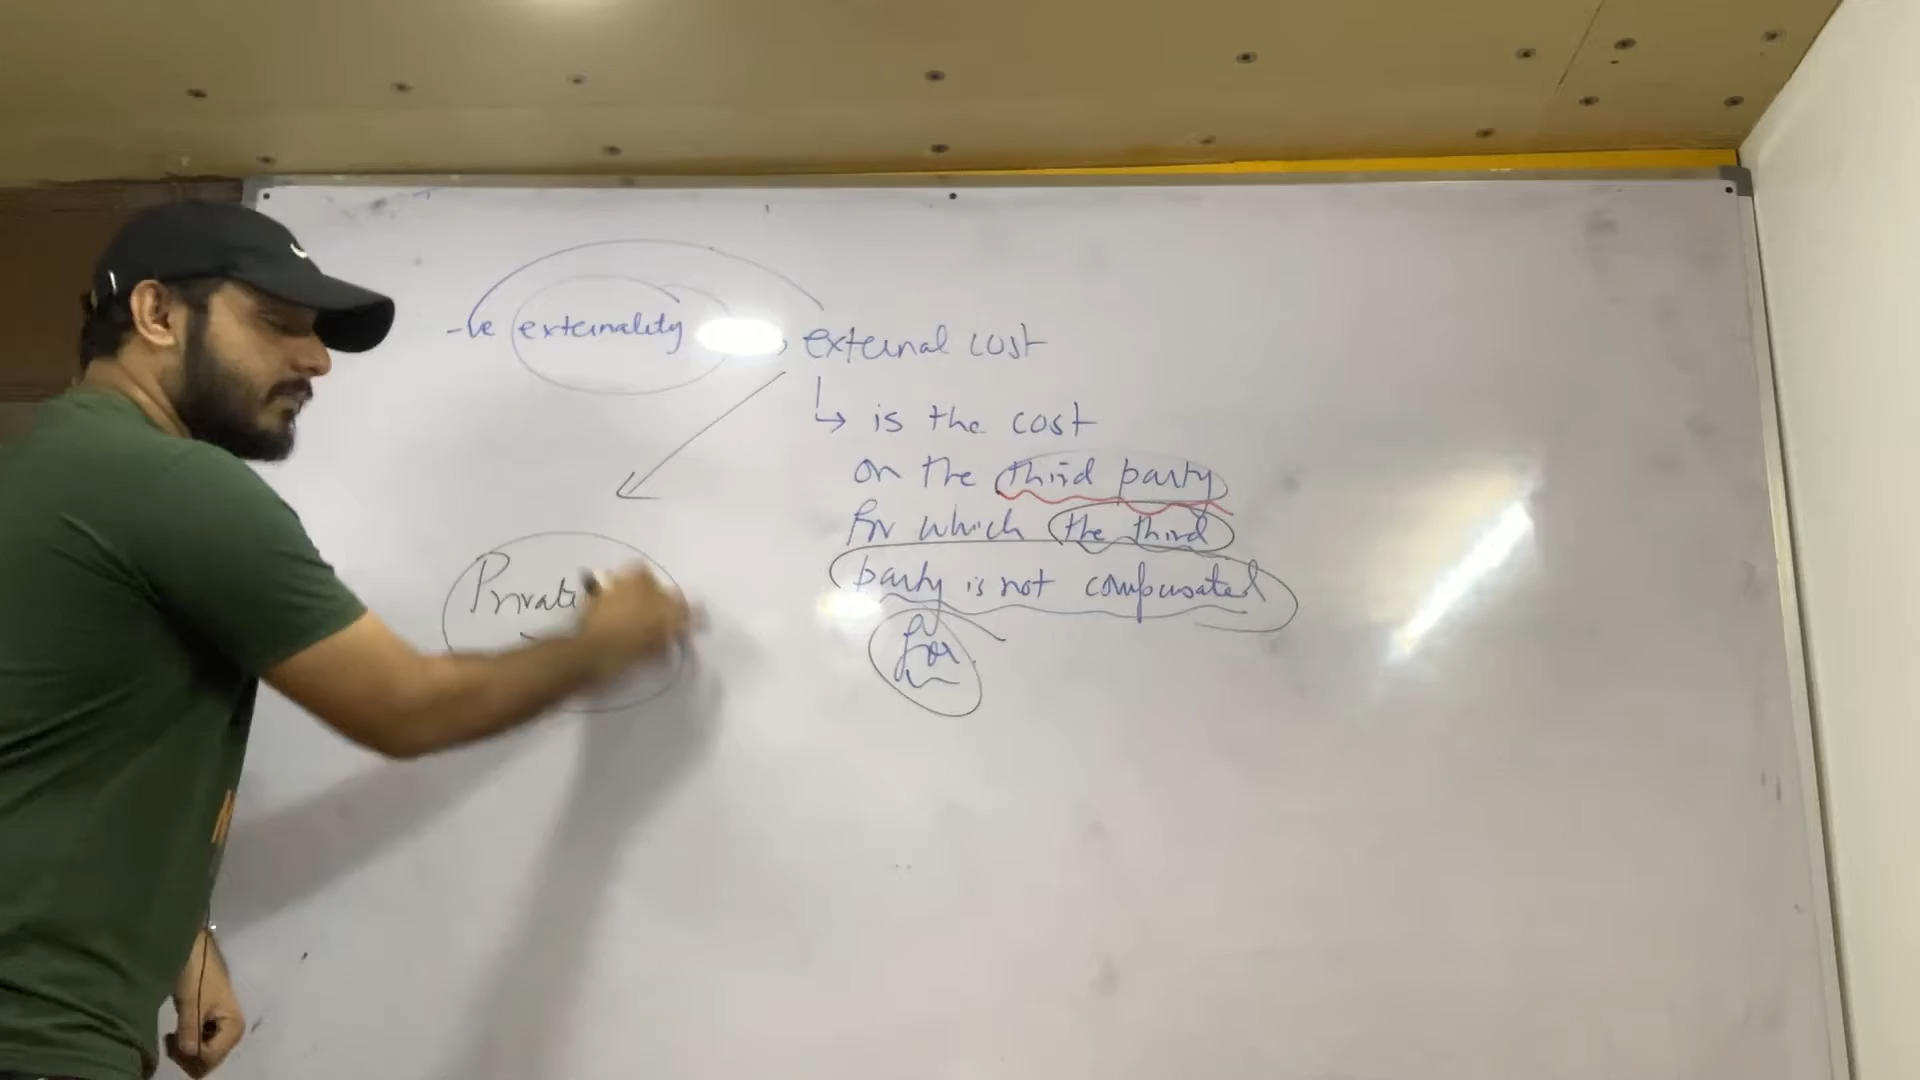 -ve externality, external cost
↳ is the cost
on the third party
for which the third
party is not compensated
for
Private